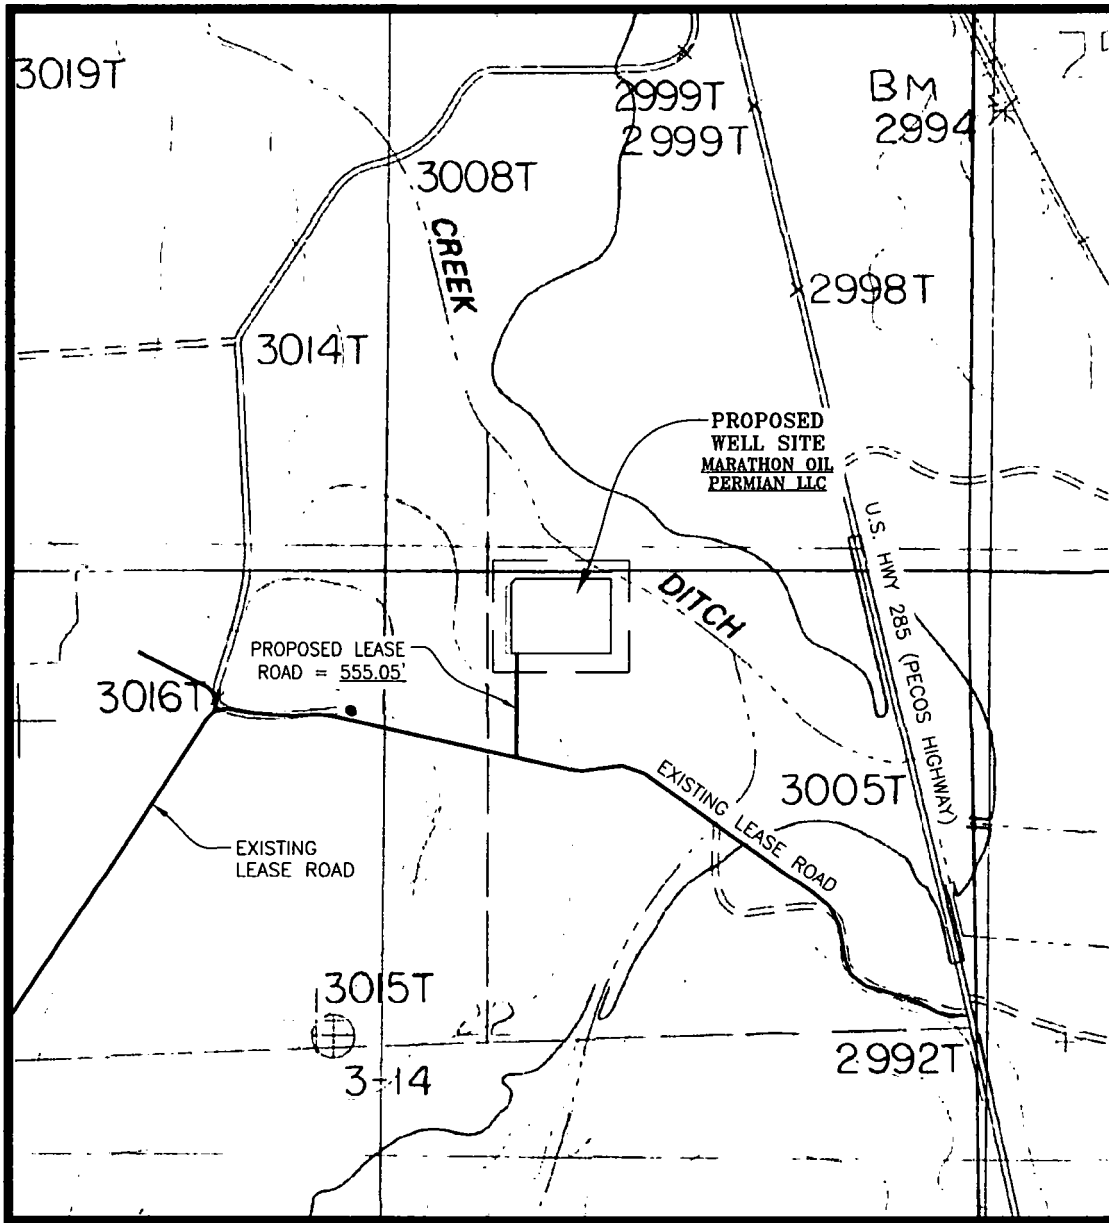 3019T
2999T
2999T
BM
2994
3008T
CREEK
2998T
3014T
PROPOSED
WELL SITE
MARATHON OIL
PERMIAN LLC
U.S. HWY 285 (PECOS HIGHWAY)
DITCH
PROPOSED LEASE
ROAD = 555.05'
3016T
3005T
EXISTING LEASE ROAD
EXISTING
LEASE ROAD
3015T
3-14
2992T